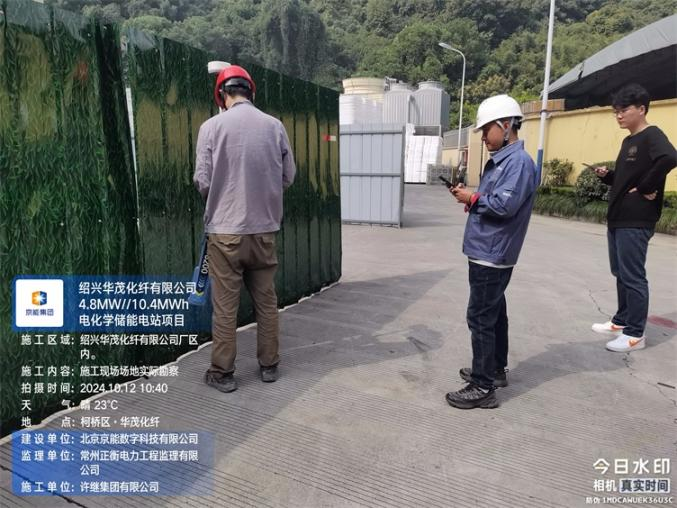 京能集团
绍兴华茂化纤有限公司
4.8MW//10.4MWh
电化学储能电站项目
施工区域：绍兴华茂化纤有限公司厂区
内。
施工内容：施工现场场地实际勘察
拍摄时间：2024.10.12 10:40
天 气：晴 23℃
地 点：柯桥区·华茂化纤
建设单位：北京京能数字科技有限公司
监理单位：常州正衡电力工程监理有限
公司
施工单位：许继集团有限公司
今日水印
相机 真实时间
防伪 1MDCAWUEK36U3C